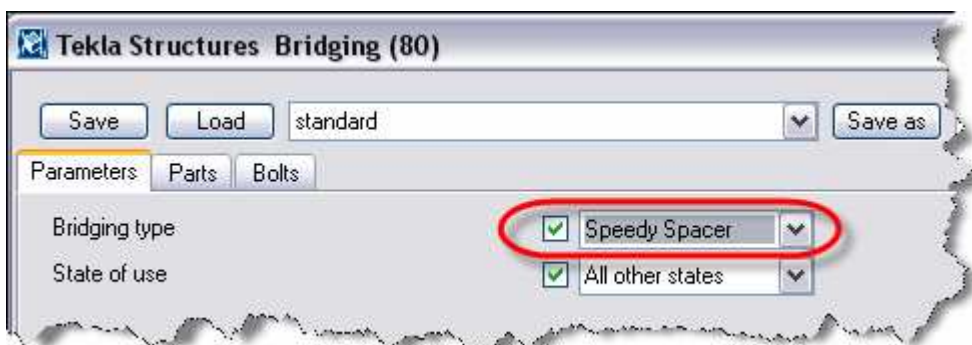 Tekla Structures Bridging (80)
Save Load standard Save as
Parameters Parts Bolts
Bridging type Speedy Spacer
State of use All other states